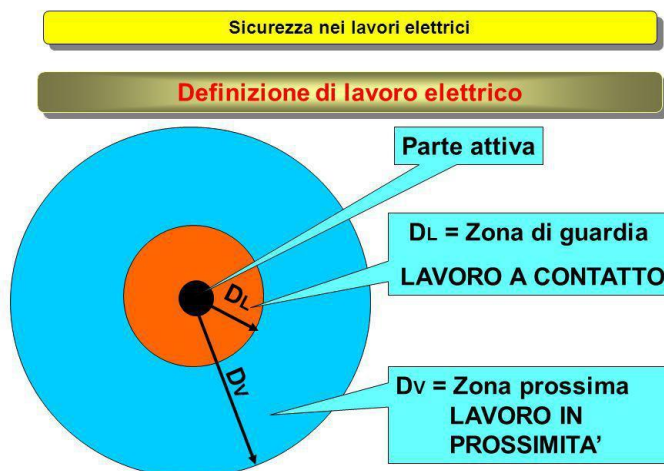 Sicurezza nei lavori elettrici
Definizione di lavoro elettrico
Parte attiva
DL = Zona di guardia
LAVORO A CONTATTO
DL
DV
DV = Zona prossima
LAVORO IN
PROSSIMITA’